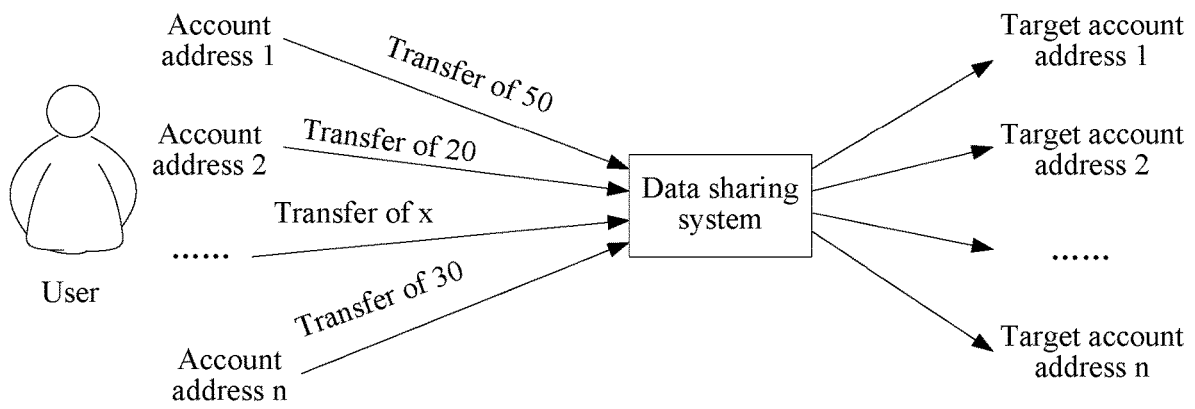 Account
address 1
Transfer of 50
Target account
address 1
Account
address 2
Transfer of 20
Target account
address 2
Data sharing
system
Transfer of x
......
......
User
Transfer of 30
Account
address n
Target account
address n